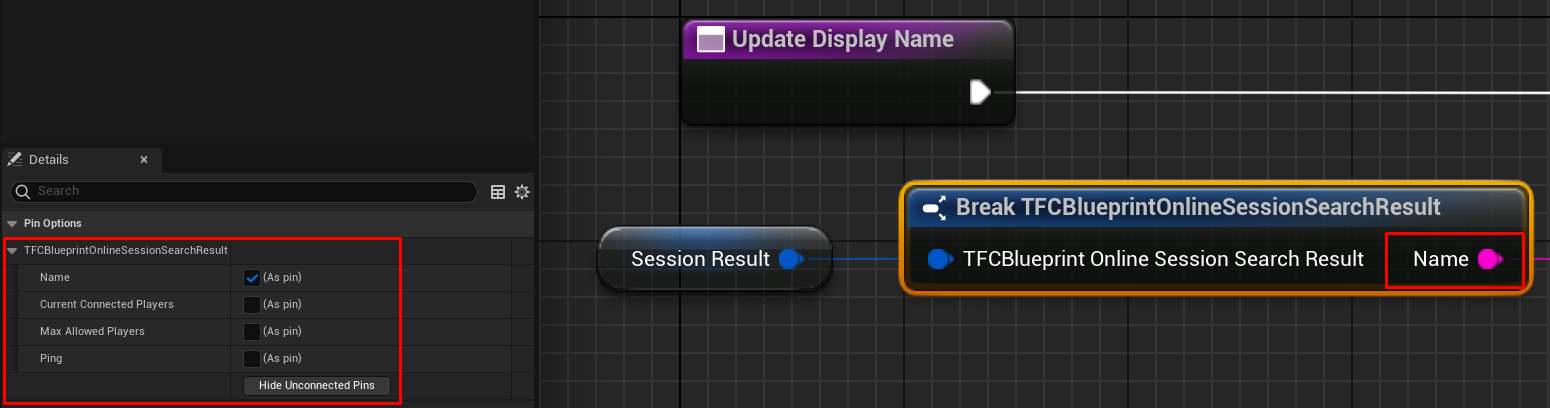 Details
Search
Pin Options
TFCBlueprintOnlineSessionSearchResult
Name (As pin)
Current Connected Players (As pin)
Max Allowed Players (As pin)
Ping (As pin)
Hide Unconnected Pins
Update Display Name
Session Result
Break TFCBlueprintOnlineSessionSearchResult
TFCBlueprint Online Session Search Result Name